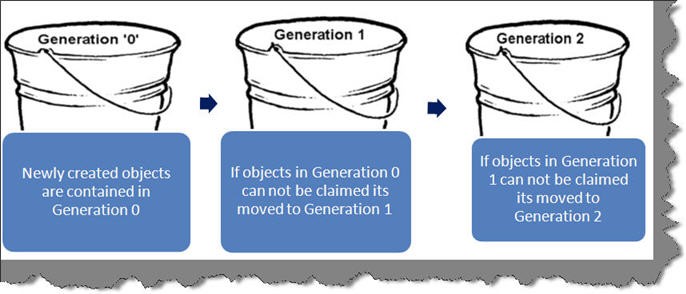 Generation '0'
Generation 1
Generation 2
Newly created objects
are contained in
Generation 0
If objects in Generation 0
can not be claimed its
moved to Generation 1
If objects in Generation
1 can not be claimed
its moved to
Generation 2